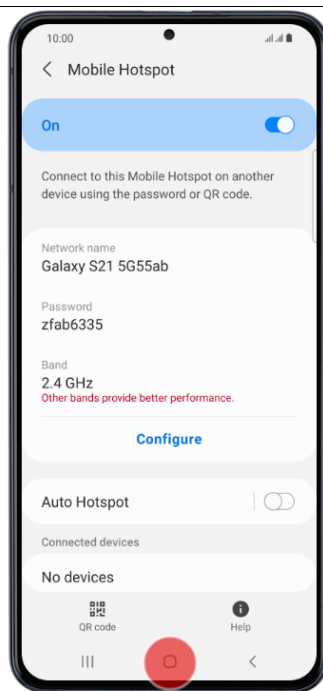 10:00
Mobile Hotspot
On
Connect to this Mobile Hotspot on another
device using the password or QR code.
Network name
Galaxy S21 5G55ab
Password
zfab6335
Band
2.4 GHz
Other bands provide better performance.
Configure
Auto Hotspot
Connected devices
No devices
QR code
Help